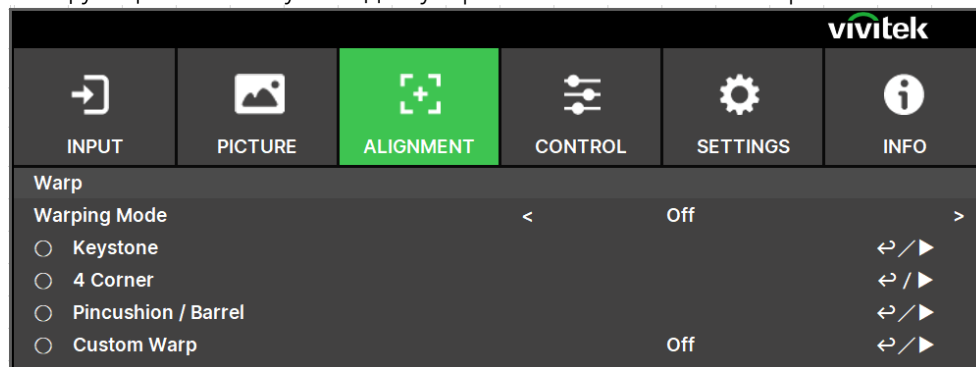 vivitek
INPUT PICTURE ALIGNMENT CONTROL SETTINGS INFO
Warp
Warping Mode < Off >
○ Keystone ↩/▶
○ 4 Corner ↩/▶
○ Pincushion / Barrel ↩/▶
○ Custom Warp Off ↩/▶